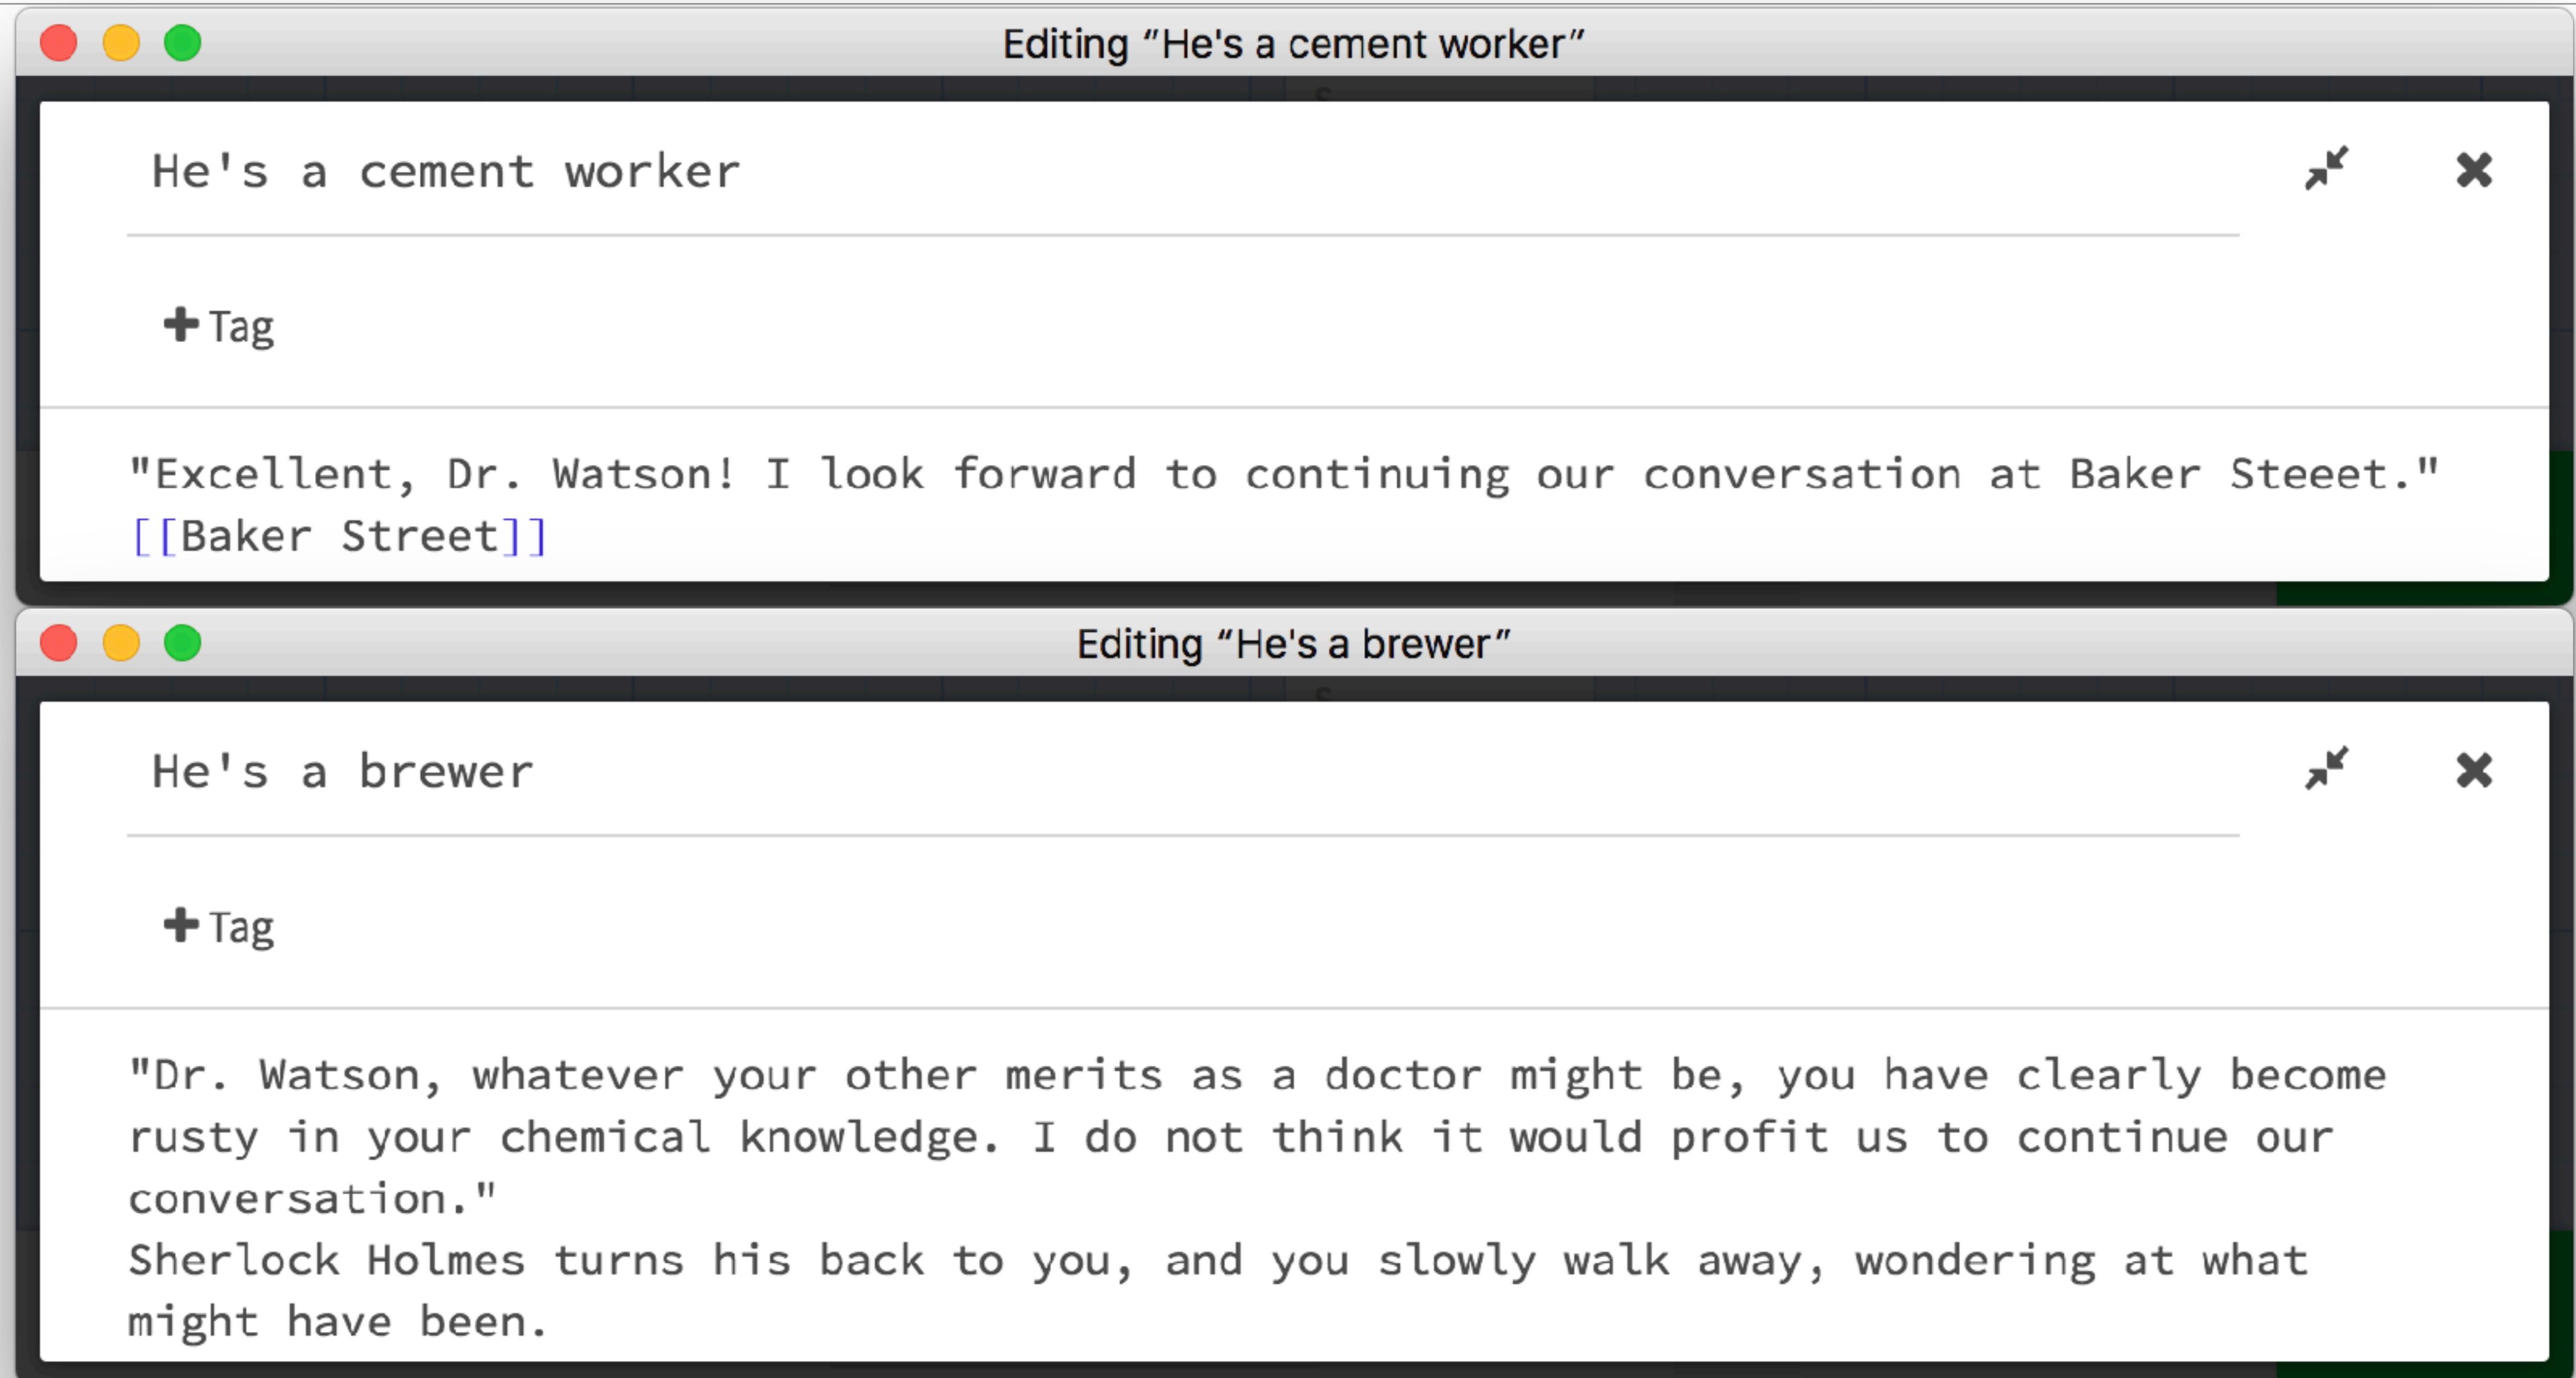 Editing “He's a cement worker”
He's a cement worker
Tag
"Excellent, Dr. Watson! I look forward to continuing our conversation at Baker Steeet."
[[Baker Street]]
Editing “He's a brewer”
He's a brewer
Tag
"Dr. Watson, whatever your other merits as a doctor might be, you have clearly become
rusty in your chemical knowledge. I do not think it would profit us to continue our
conversation."
Sherlock Holmes turns his back to you, and you slowly walk away, wondering at what
might have been.